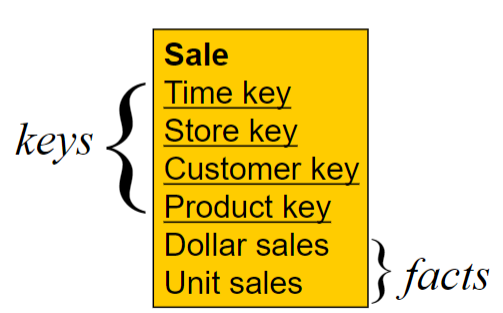 Sale
Time key
keys
Store key
Customer key
Product key
Dollar sales
Unit sales
facts